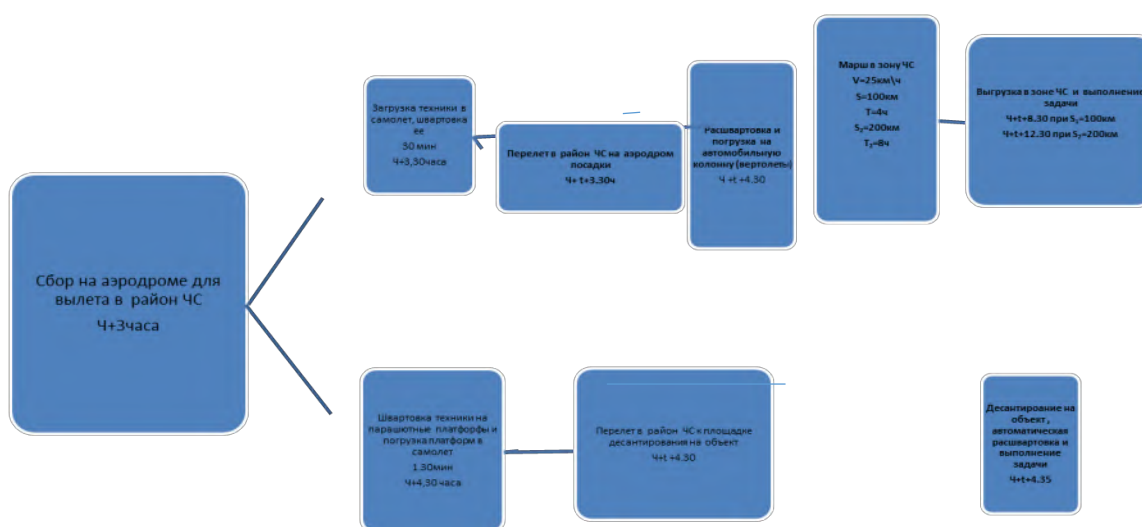 Сбор на аэродроме для
вылета в район ЧС
Ч+3часа
Загрузка техники в
самолет, швартовка
ее
30 мин
Ч+3,30часа
Перелет в район ЧС на аэродром
посадки
Ч+ t+3.30ч
Расшвартовка и
погрузка на
автомобильную
колонну (вертолеты)
Ч +t +4.30
Марш в зону ЧС
V=25км\ч
S=100км
T=4ч
S₂=200км
T₂=8ч
Выгрузка в зоне ЧС и выполнение
задачи
Ч+t+8.30 при S₁=100км
Ч+t+12.30 при S₂=200км
Швартовка техники на
парашютные платформы и
погрузка платформ в
самолет
1.30мин
Ч+4,30 часа
Перелет в район ЧС к площадке
десантирования на объект
Ч+t +4.30
Десантирование на
объект,
автоматическая
расшвартовка и
выполнение
задачи
Ч+t+4.35